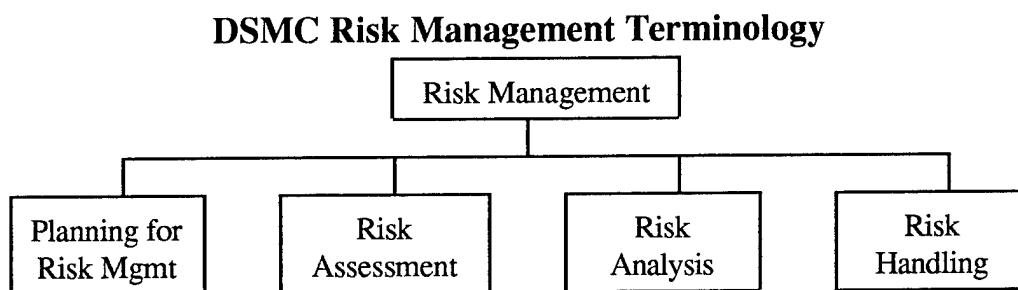 DSMC Risk Management Terminology
Risk Management
Planning for
Risk Mgmt
Risk
Assessment
Risk
Analysis
Risk
Handling